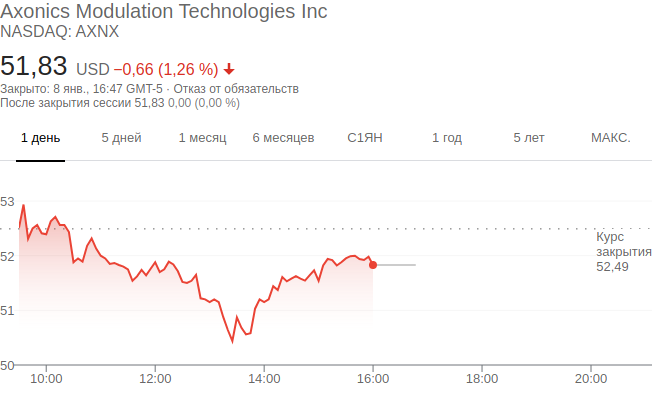 Axonics Modulation Technologies Inc
NASDAQ: AXNX
51,83 USD −0,66 (1,26 %)
Закрыто: 8 янв., 16:47 GMT-5 · Отказ от обязательств
После закрытия сессии 51,83 0,00 (0,00 %)
1 день 5 дней 1 месяц 6 месяцев С1ЯН 1 год 5 лет МАКС.
53
Курс
закрытия
52,49
52
51
50
10:00 12:00 14:00 16:00 18:00 20:00